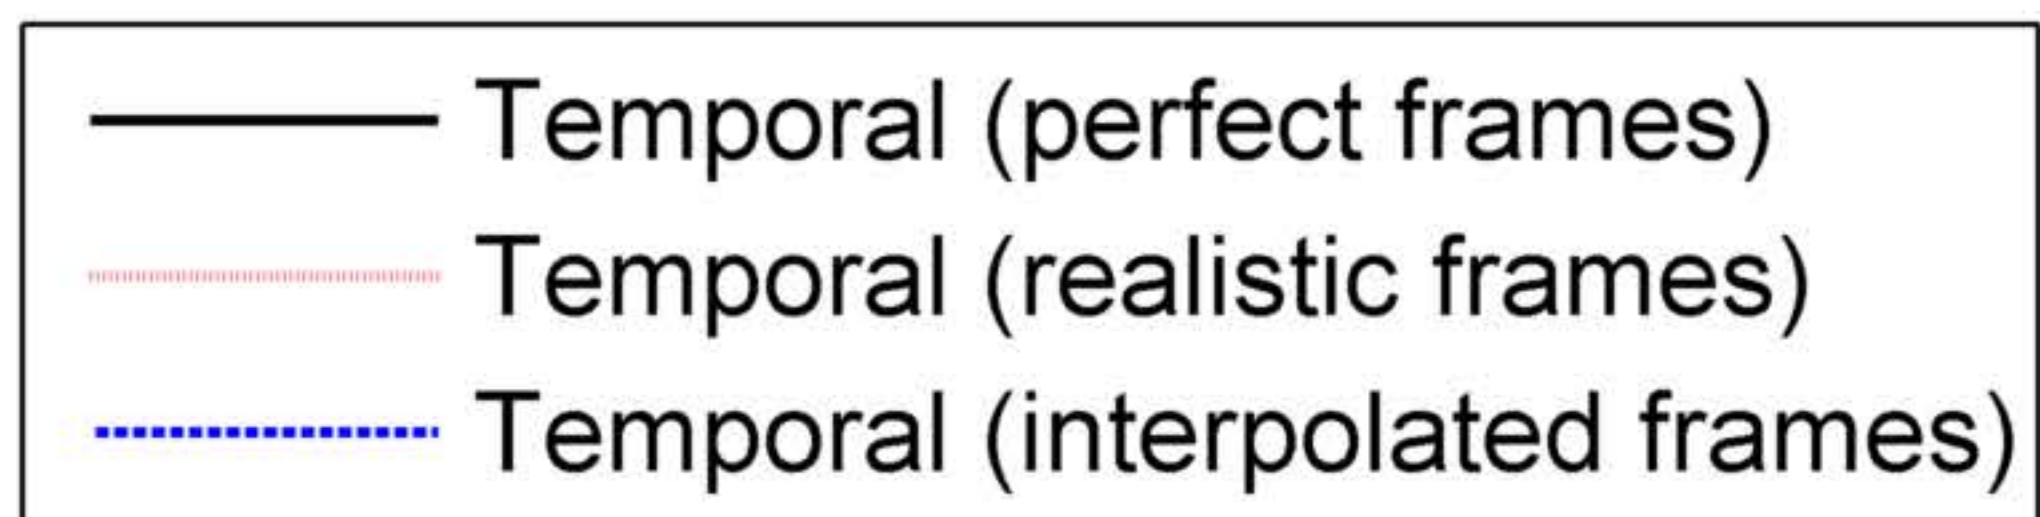 Temporal (perfect frames)
Temporal (realistic frames)
Temporal (interpolated frames)